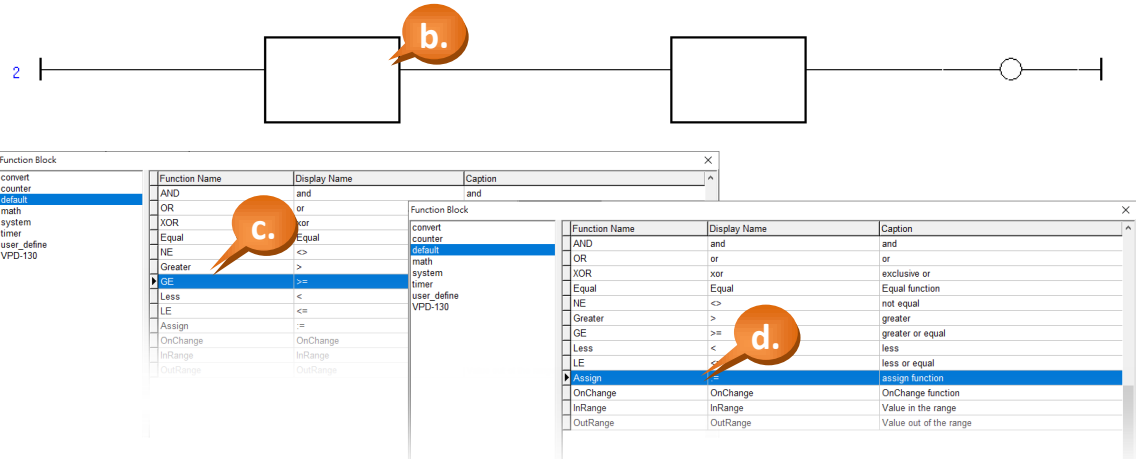 b.
2
Function Block
convert
counter
default
math
system
timer
user_define
VPD-130
Function Name Display Name Caption
AND and and
OR or
XOR xor
Equal Equal
NE <>
Greater >
GE >=
Less <
LE <=
Assign :=
OnChange OnChange
InRange InRange
OutRange OutRange
c.
Function Block
convert
counter
default
math
system
timer
user_define
VPD-130
Function Name Display Name Caption
AND and and
OR or or
XOR xor exclusive or
Equal Equal Equal function
NE <> not equal
Greater > greater
GE >= greater or equal
Less < less
LE less or equal
Assign assign function
OnChange OnChange OnChange function
InRange InRange Value in the range
OutRange OutRange Value out of the range
d.